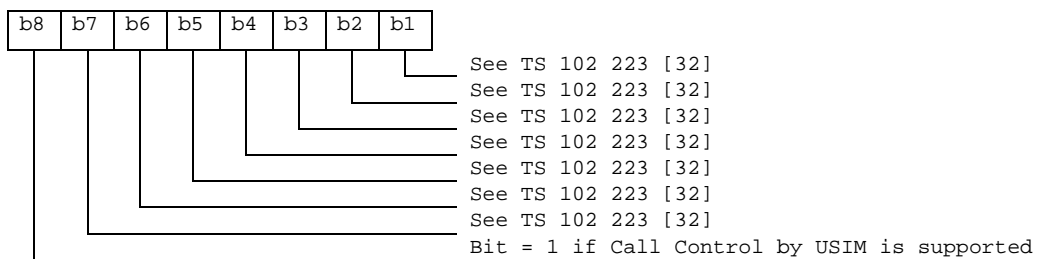 b8 b7 b6 b5 b4 b3 b2 b1
See TS 102 223 [32]
See TS 102 223 [32]
See TS 102 223 [32]
See TS 102 223 [32]
See TS 102 223 [32]
See TS 102 223 [32]
See TS 102 223 [32]
Bit = 1 if Call Control by USIM is supported